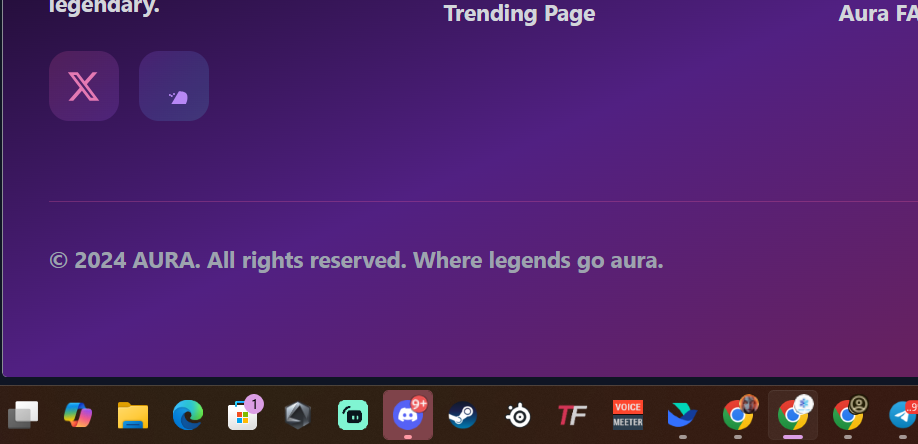 legendary.
Trending Page
Aura FA
© 2024 AURA. All rights reserved. Where legends go aura.
1
9+
TF
VOICE
MEETER
.9